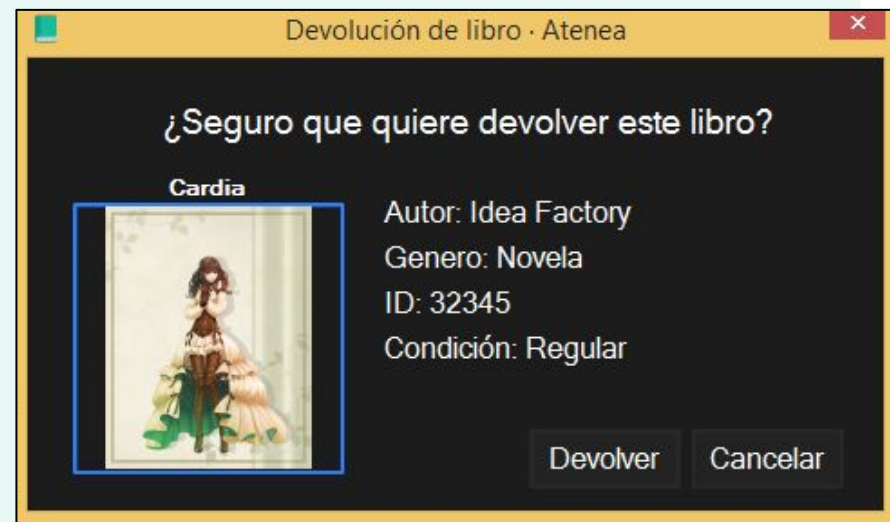 Devolución de libro · Atenea
¿Seguro que quiere devolver este libro?
Cardia
Autor: Idea Factory
Genero: Novela
ID: 32345
Condición: Regular
Devolver Cancelar